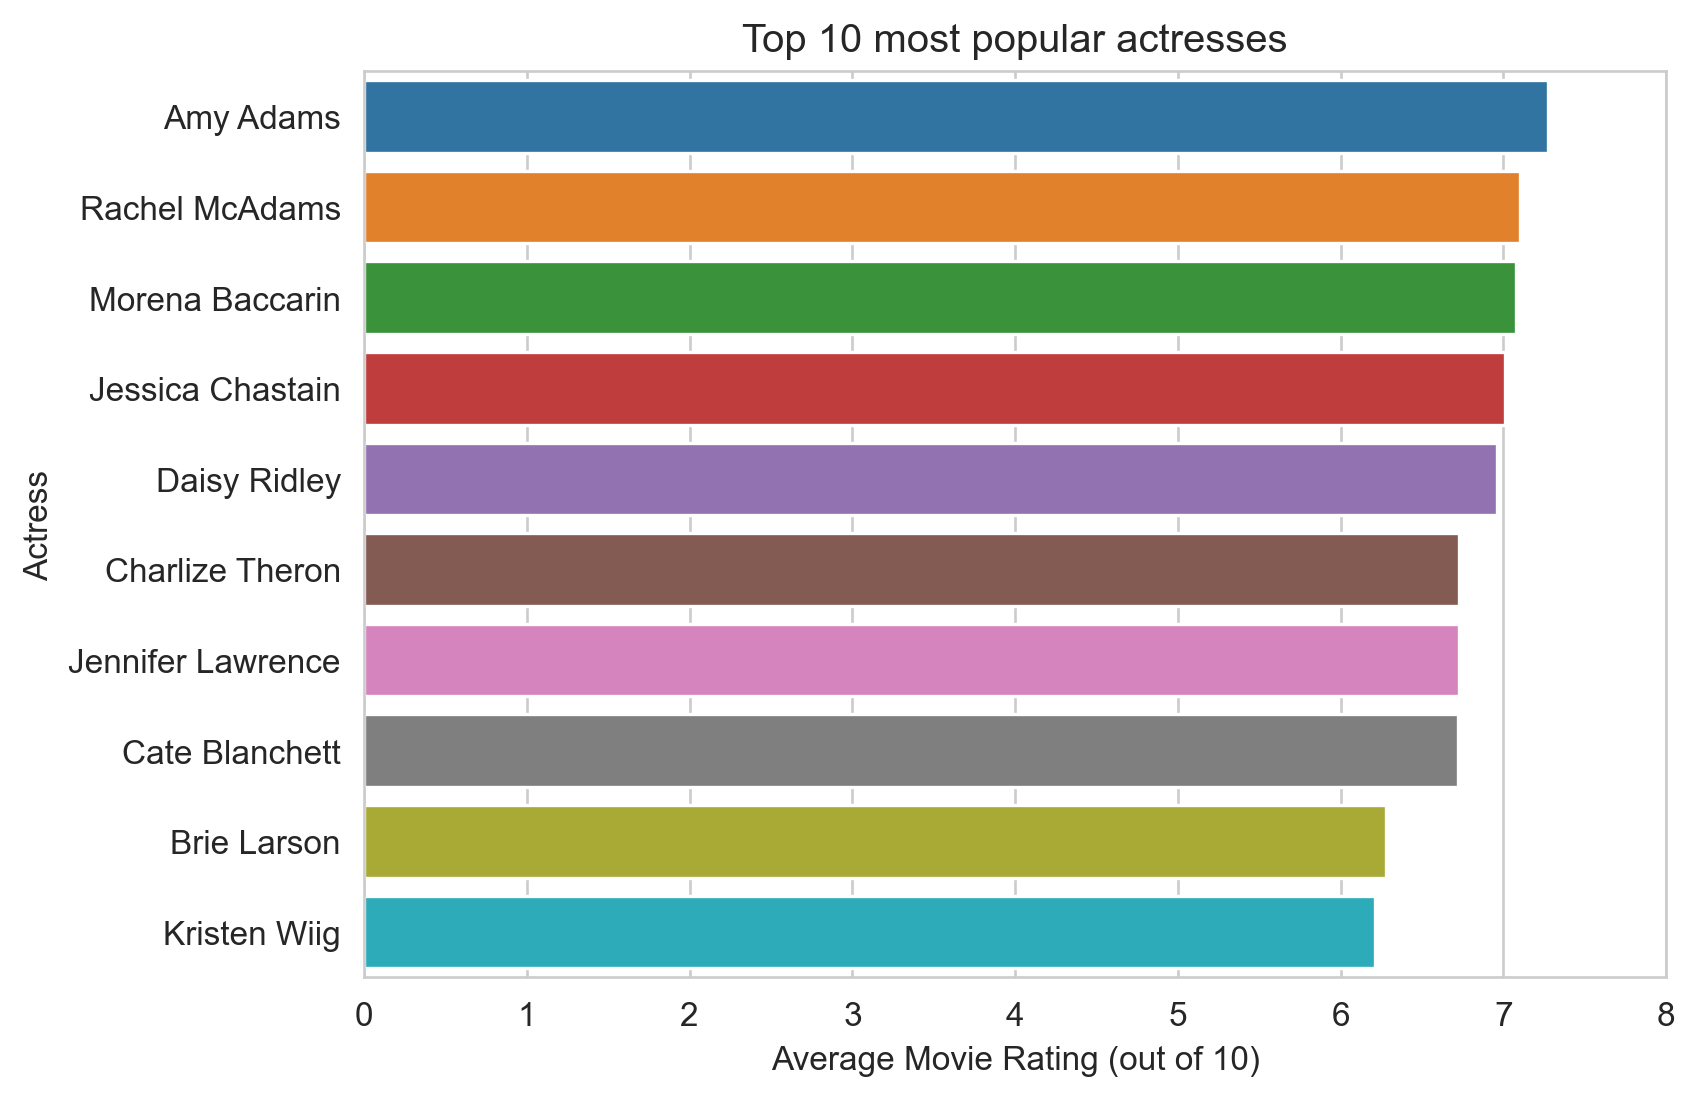 Top 10 most popular actresses
Actress
Amy Adams
Rachel McAdams
Morena Baccarin
Jessica Chastain
Daisy Ridley
Charlize Theron
Jennifer Lawrence
Cate Blanchett
Brie Larson
Kristen Wiig
0 1 2 3 4 5 6 7 8
Average Movie Rating (out of 10)